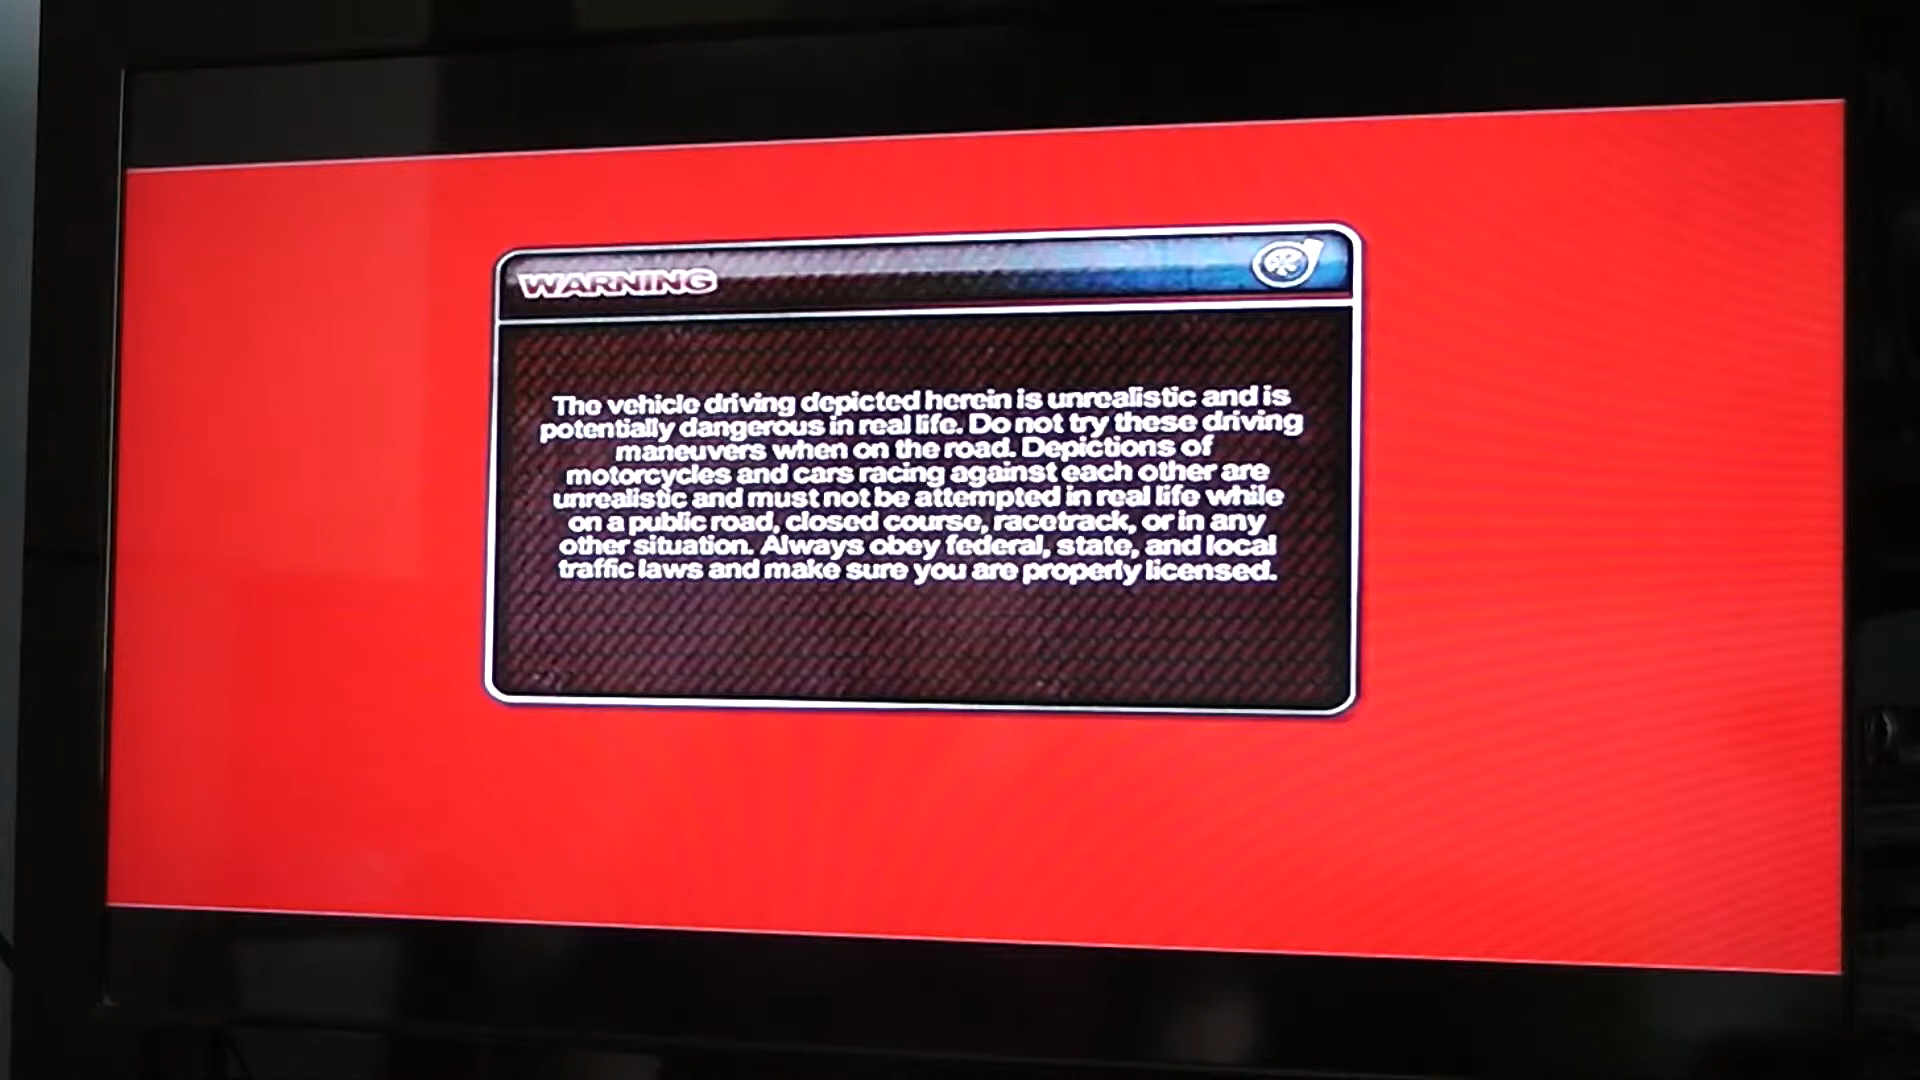 WARNING
The vehicle driving depicted herein is unrealistic and is
potentially dangerous in real life. Do not try these driving
maneuvers when on the road. Depictions of
motorcycles and cars racing against each other are
unrealistic and must not be attempted in real life while
on a public road, closed course, racetrack, or in any
other situation. Always obey federal, state, and local
traffic laws and make sure you are properly licensed.